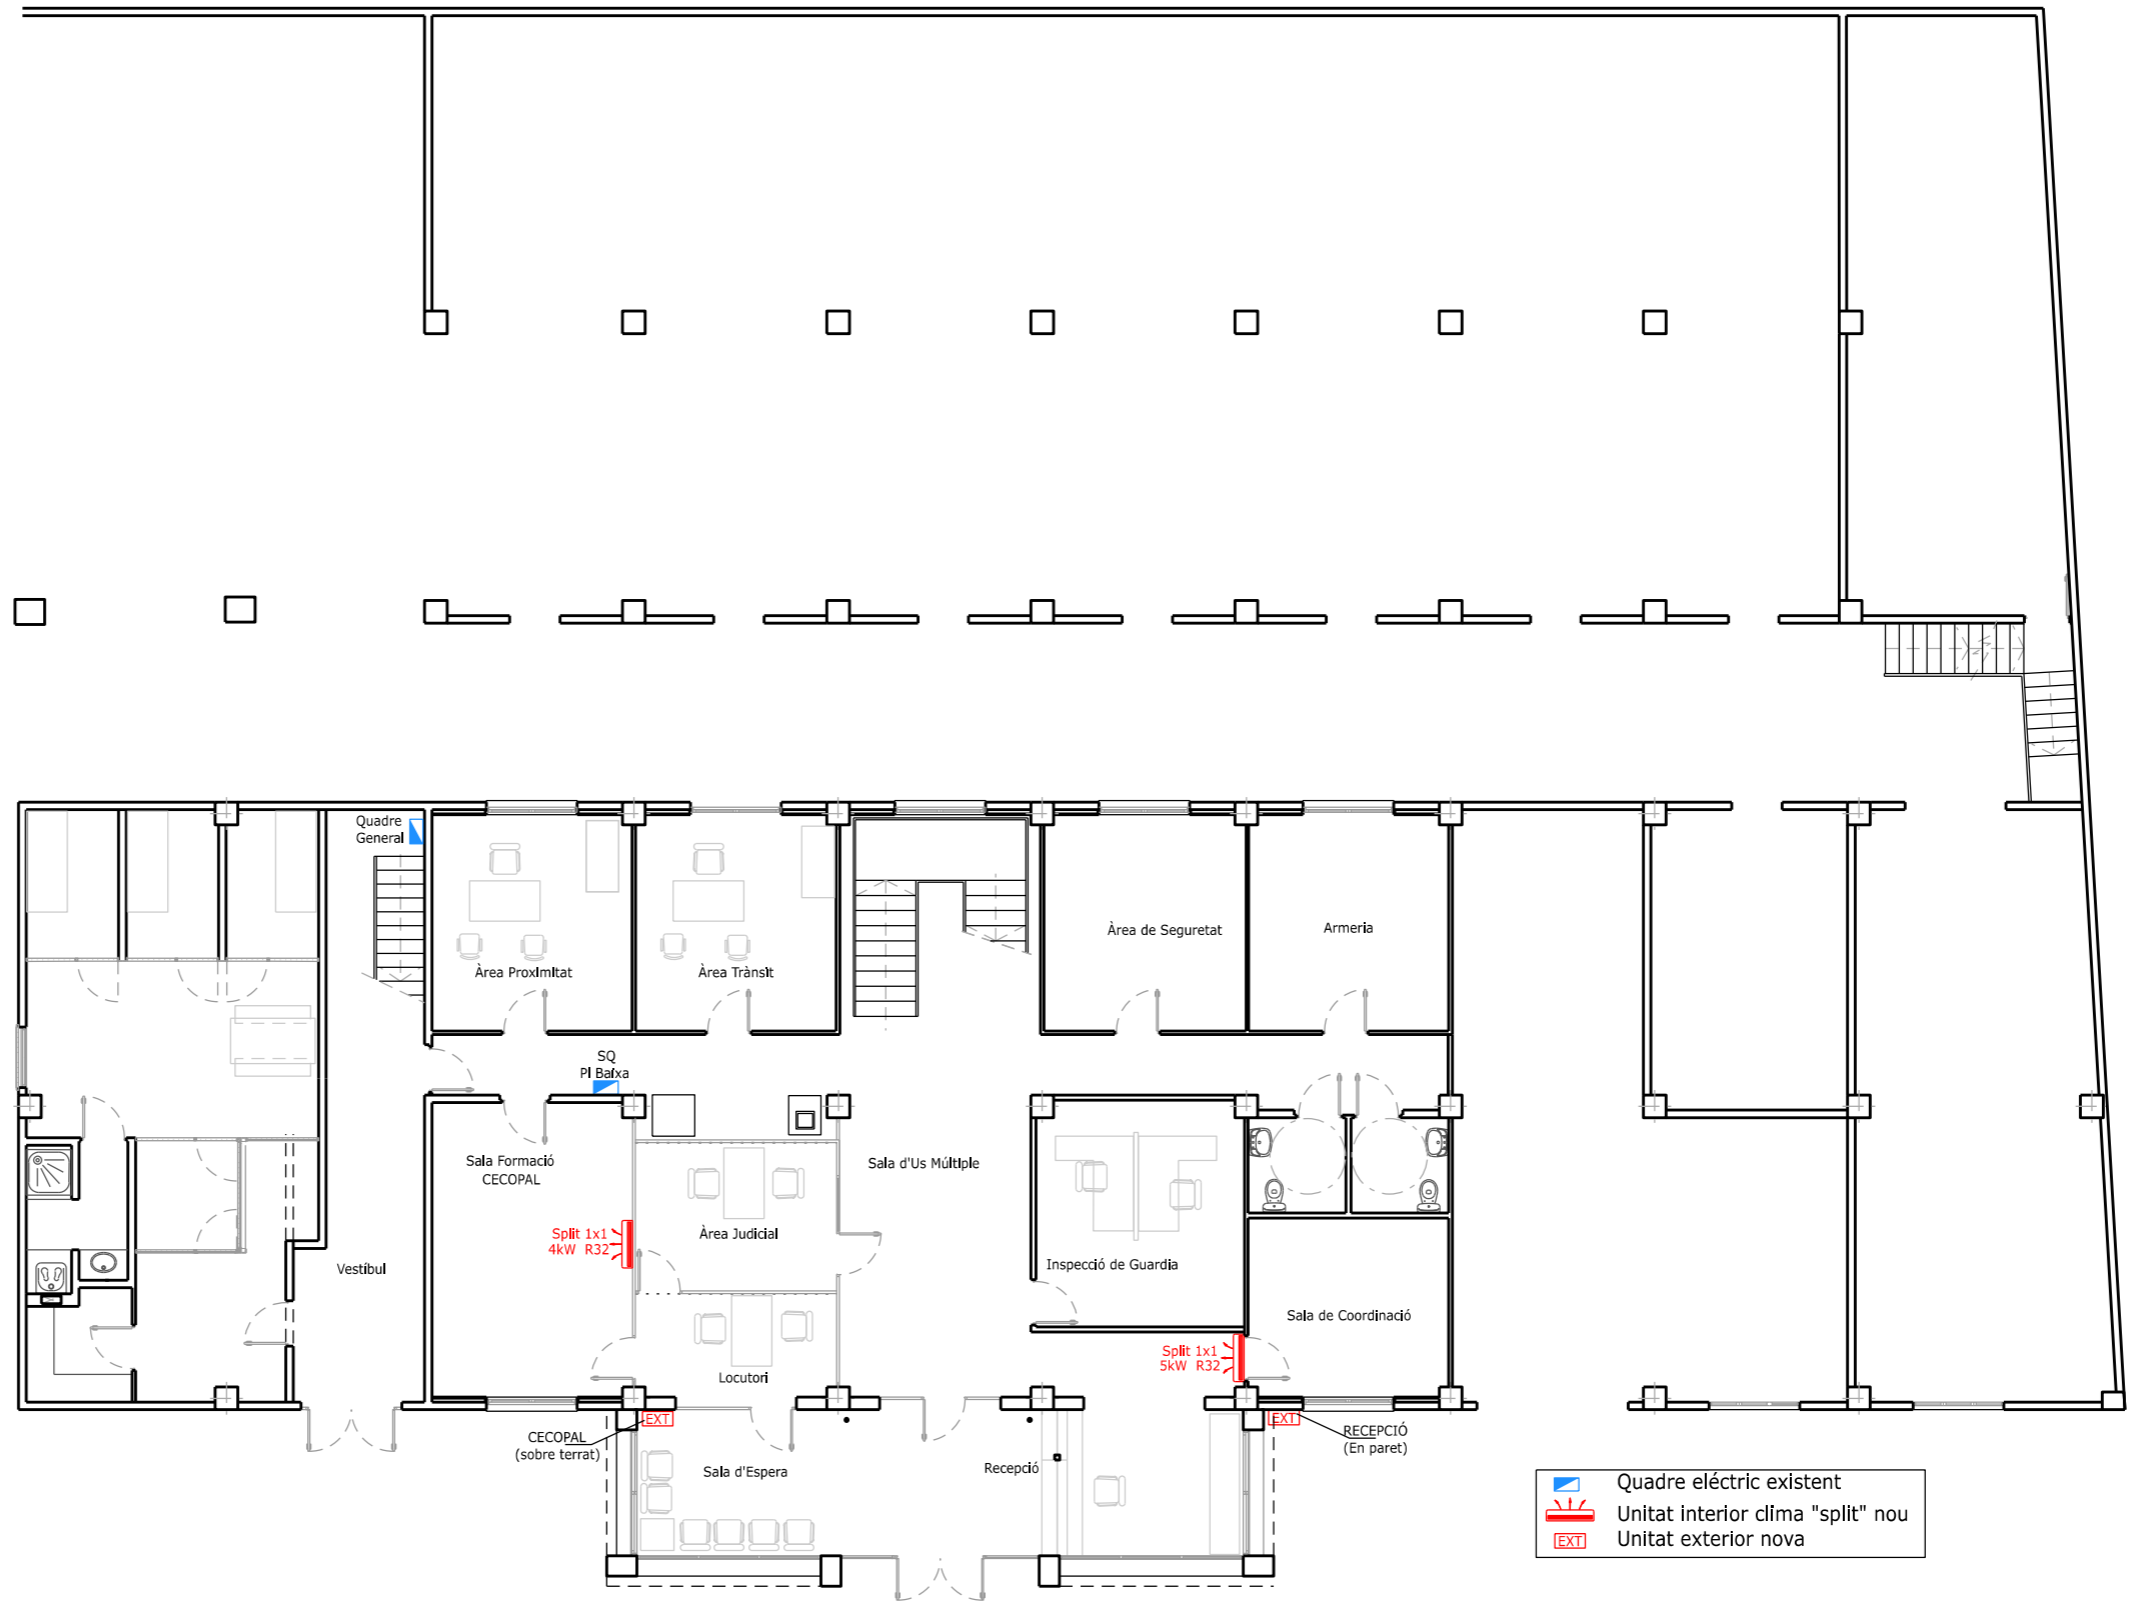 Quadre
General
Àrea Proximitat
Àrea Trànsit
Àrea de Seguretat
Armeria
SQ
Pl Baixa
Sala Formació
CECOPAL
Sala d'Us Múltiple
Split 1x1
4kW R32
Àrea Judicial
Vestíbul
Inspecció de Guardia
Sala de Coordinació
Split 1x1
5kW R32
Locutori
EXT
EXT
CECOPAL
(sobre terrat)
RECEPCIÓ
(En paret)
Sala d'Espera
Recepció
Quadre eléctric existent
Unitat interior clima "split" nou
EXT Unitat exterior nova